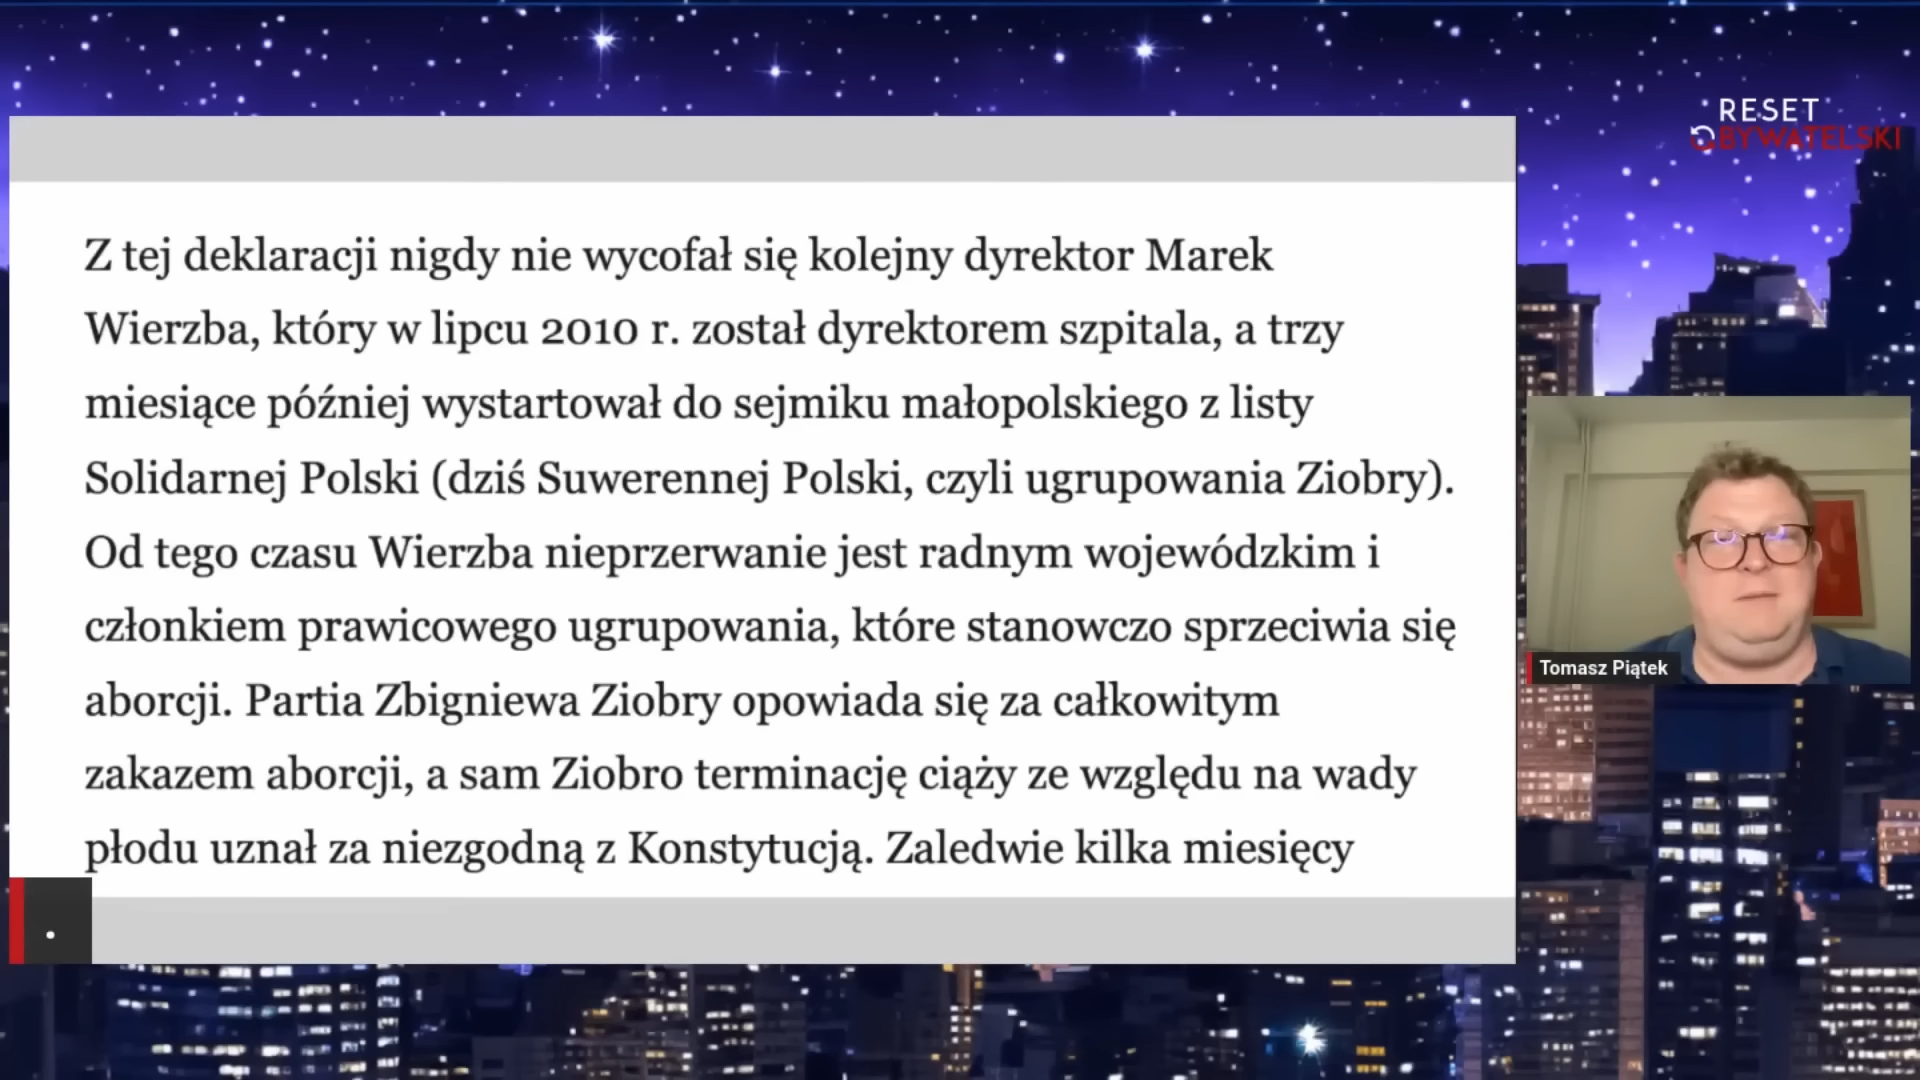 RESET
OBYWATELSKI
Z tej deklaracji nigdy nie wycofał się kolejny dyrektor Marek
Wierzba, który w lipcu 2010 r. został dyrektorem szpitala, a trzy
miesiące później wystartował do sejmiku małopolskiego z listy
Solidarnej Polski (dziś Suwerennej Polski, czyli ugrupowania Ziobry).
Od tego czasu Wierzba nieprzerwanie jest radnym wojewódzkim i
członkiem prawicowego ugrupowania, które stanowczo sprzeciwia się
aborcji. Partia Zbigniewa Ziobry opowiada się za całkowitym
zakazem aborcji, a sam Ziobro terminację ciąży ze względu na wady
płodu uznał za niezgodną z Konstytucją. Zaledwie kilka miesięcy
.
Tomasz Piątek